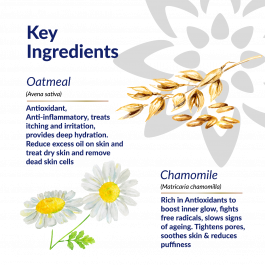 Key
Ingredients
Oatmeal
(Avena sativa)
Antioxidant,
Anti-inflammatory, treats
itching and irritation,
provides deep hydration.
Reduce excess oil on skin and
treat dry skin and remove
dead skin cells
Chamomile
(Matricaria chamomilla)
Rich in Antioxidants to
boost inner glow, fights
free radicals, slows signs
of ageing. Tightens pores,
soothes skin & reduces
puffiness